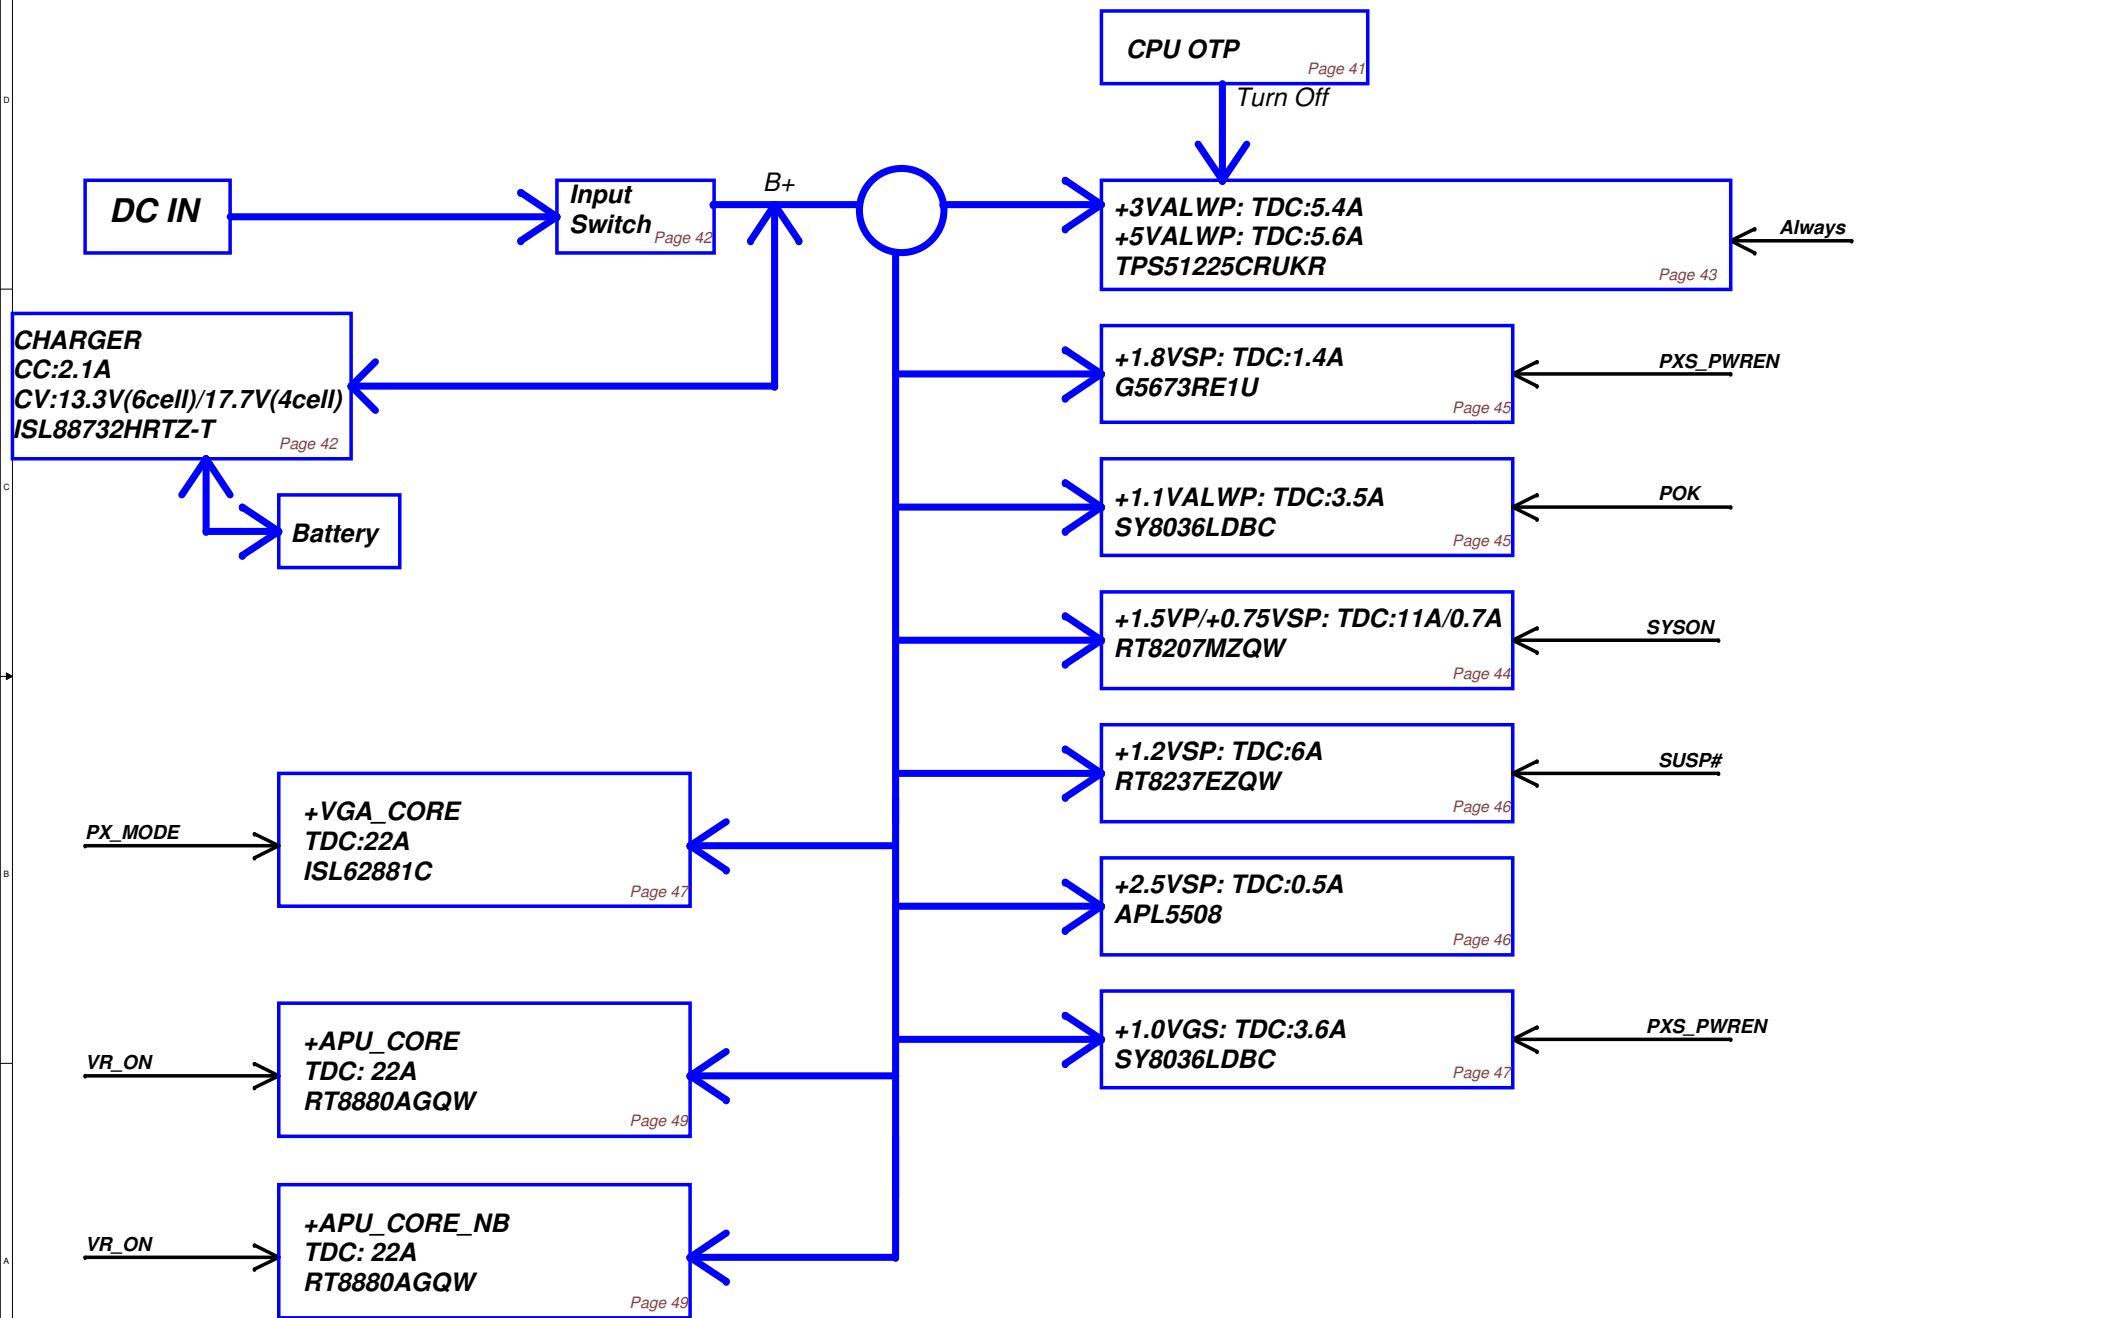 CPU OTP
Page 41
Turn Off
D
DC IN
Input
Switch
Page 42
B+
+3VALWP: TDC:5.4A
+5VALWP: TDC:5.6A
TPS51225CRUKR
Page 43
Always
CHARGER
CC:2.1A
CV:13.3V(6cell)/17.7V(4cell)
ISL88732HRTZ-T
Page 42
+1.8VSP: TDC:1.4A
G5673RE1U
Page 45
PXS_PWREN
C
Battery
+1.1VALWP: TDC:3.5A
SY8036LDBC
Page 45
POK
+1.5VP/+0.75VSP: TDC:11A/0.7A
RT8207MZQW
Page 44
SYSON
+1.2VSP: TDC:6A
RT8237EZQW
Page 46
SUSP#
PX_MODE
+VGA_CORE
TDC:22A
ISL62881C
Page 47
B
+2.5VSP: TDC:0.5A
APL5508
Page 46
+1.0VGS: TDC:3.6A
SY8036LDBC
Page 47
PXS_PWREN
VR_ON
+APU_CORE
TDC: 22A
RT8880AGQW
Page 49
VR_ON
+APU_CORE_NB
TDC: 22A
RT8880AGQW
Page 49
A